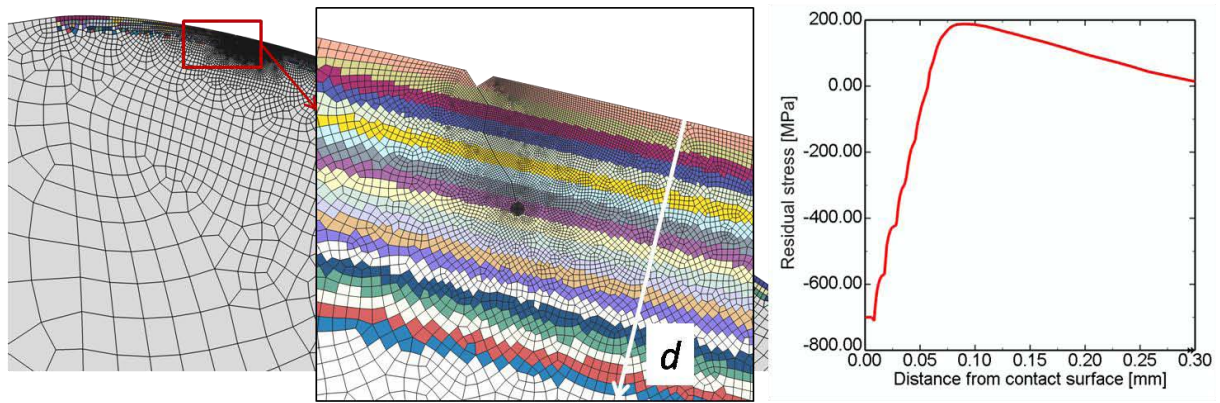 d
200.00
0.00
-200.00
-400.00
-600.00
-800.00
Residual stress [MPa]
0.00 0.05 0.10 0.15 0.20 0.25 0.30
Distance from contact surface [mm]